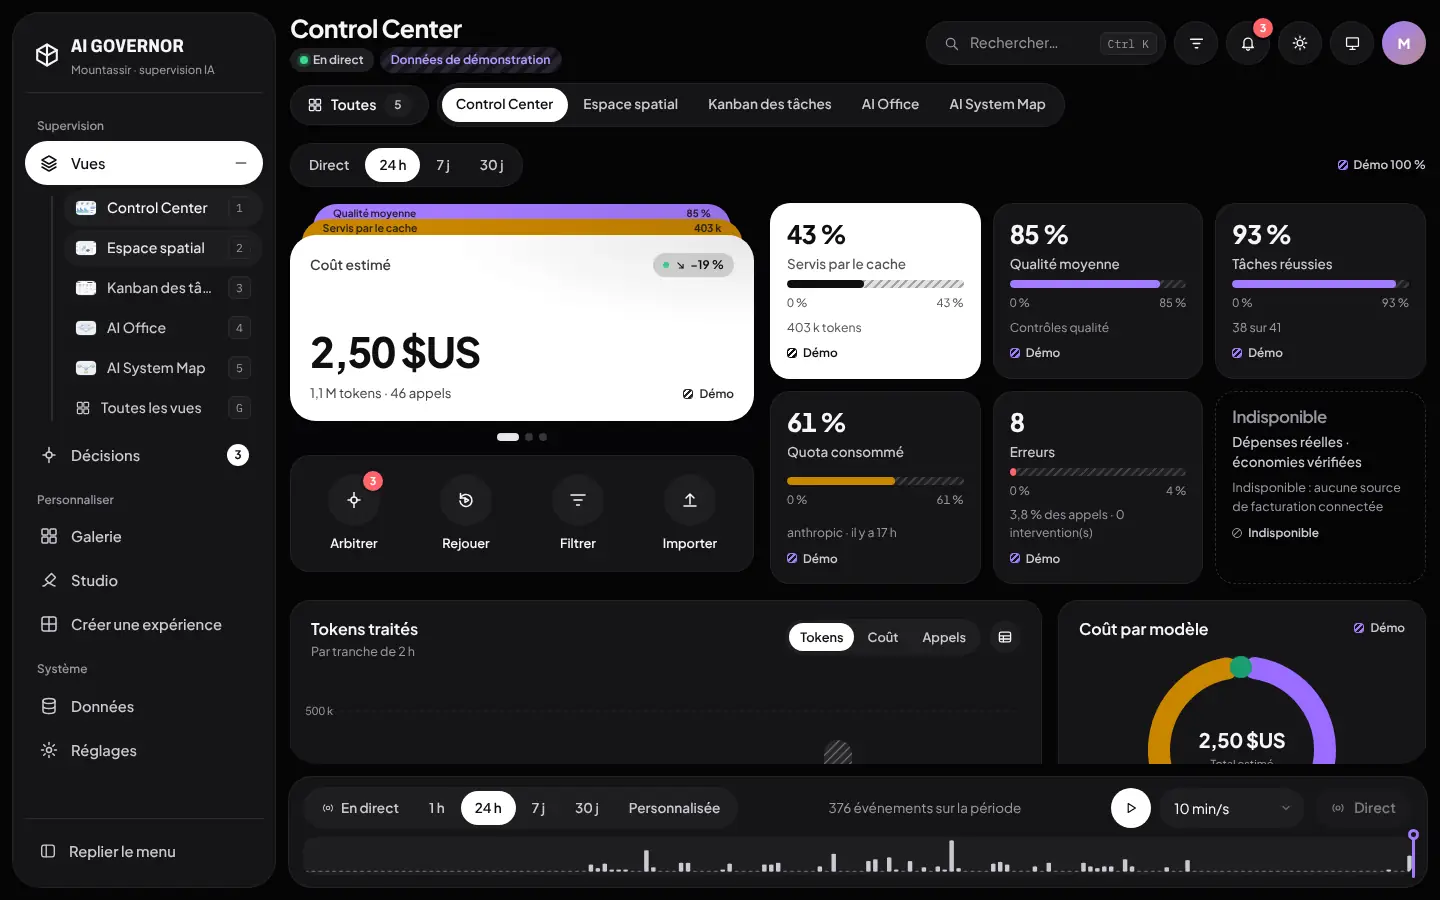 AI GOVERNOR
Mountassir · supervision IA
Supervision
Vues
Control Center 1
Espace spatial 2
Kanban des tâ... 3
AI Office 4
AI System Map 5
Toutes les vues G
Décisions 3
Personnaliser
Galerie
Studio
Créer une expérience
Système
Données
Réglages
Replier le menu
Control Center
En direct
Données de démonstration
Rechercher...
Ctrl K
3
M
Toutes 5
Control Center
Espace spatial
Kanban des tâches
AI Office
AI System Map
Direct
24 h
7 j
30 j
Démo 100 %
Qualité moyenne 85 %
Servis par le cache 403 k
Coût estimé
↘ −19 %
2,50 $US
1,1 M tokens · 46 appels
Démo
3
Arbitrer
Rejouer
Filtrer
Importer
43 %
Servis par le cache
0 % 43 %
403 k tokens
Démo
85 %
Qualité moyenne
0 % 85 %
Contrôles qualité
Démo
93 %
Tâches réussies
0 % 93 %
38 sur 41
Démo
61 %
Quota consommé
0 % 61 %
anthropic · il y a 17 h
Démo
8
Erreurs
0 % 4 %
3,8 % des appels · 0
intervention(s)
Démo
Indisponible
Dépenses réelles ·
économies vérifiées
Indisponible : aucune source
de facturation connectée
Indisponible
Tokens traités
Par tranche de 2 h
Tokens
Coût
Appels
500 k
Coût par modèle
Démo
2,50 $US
Total estimé
En direct
1 h
24 h
7 j
30 j
Personnalisée
376 événements sur la période
10 min/s
Direct